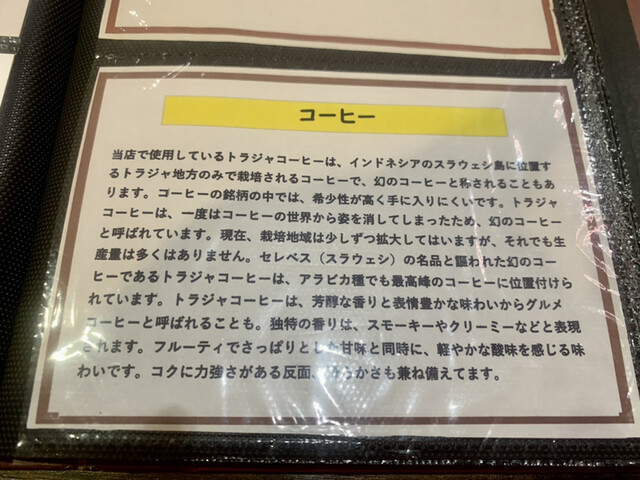 コーヒー
当店で使用しているトラジャコーヒーは、インドネシアのスラウェシ島に位置す
るトラジャ地方のみで栽培されるコーヒーで、幻のコーヒーと称されることもあ
ります。コーヒーの銘柄の中では、希少性が高く手に入りにくいです。トラジャ
コーヒーは、一度はコーヒーの世界から姿を消してしまったため、幻のコーヒー
と呼ばれています。現在、栽培地域は少しずつ拡大してはいますが、それでも生
産量は多くはありません。セレベス（スラウェシ）の名品と謳われた幻のコー
ヒーであるトラジャコーヒーは、アラビカ種でも最高峰のコーヒーに位置付けら
れています。トラジャコーヒーは、芳醇な香りと表情豊かな味わいからグルメ
コーヒーと呼ばれることも。独特の香りは、スモーキーやクリーミーなどと表現
されます。フルーティでさっぱりとした甘味と同時に、軽やかな酸味を感じる味
わいです。コクに力強さがある反面、らかさも兼ね備えてます。